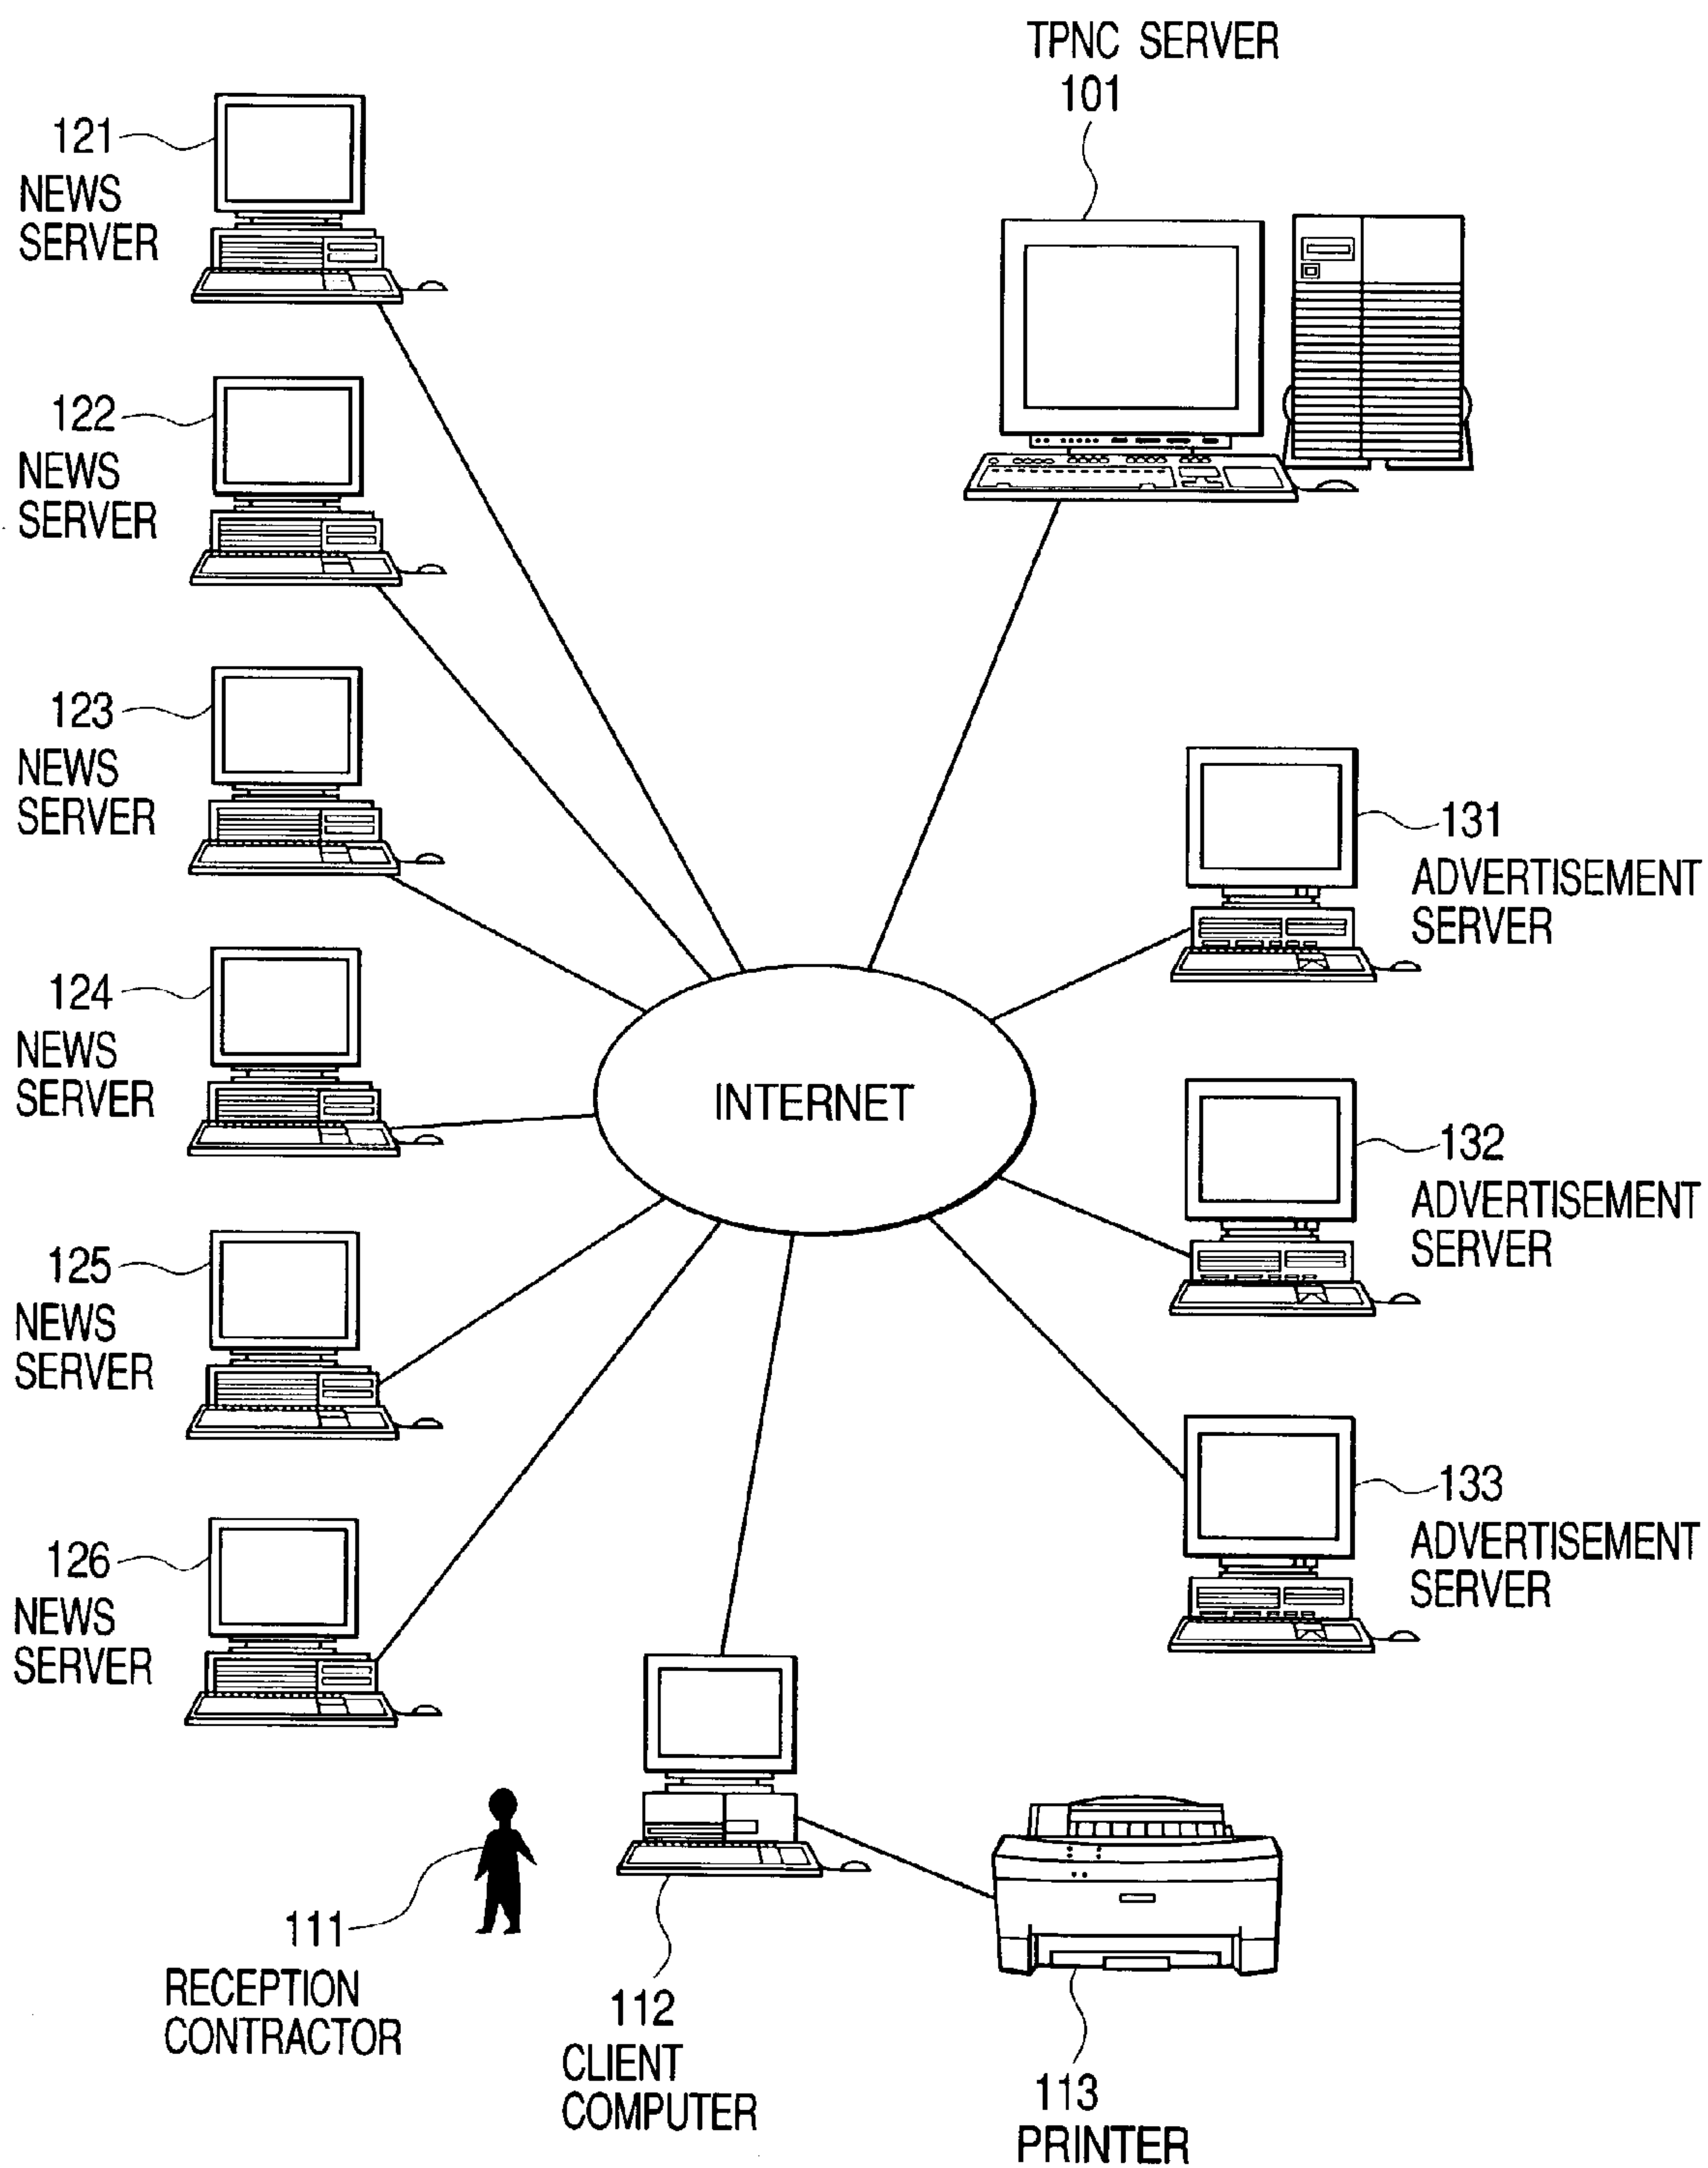 TPNC SERVER
101
121
NEWS
SERVER
122
NEWS
SERVER
123
NEWS
SERVER
124
NEWS
SERVER
125
NEWS
SERVER
126
NEWS
SERVER
INTERNET
131
ADVERTISEMENT
SERVER
132
ADVERTISEMENT
SERVER
133
ADVERTISEMENT
SERVER
111
RECEPTION
CONTRACTOR
112
CLIENT
COMPUTER
113
PRINTER